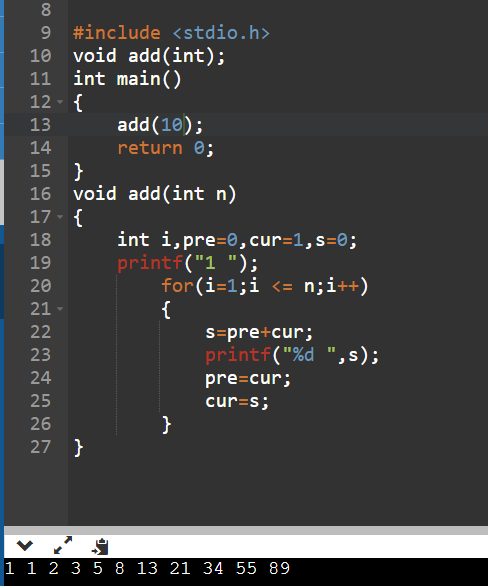 8
9 #include <stdio.h>
10 void add(int);
11 int main()
12 {
13     add(10);
14     return 0;
15 }
16 void add(int n)
17 {
18     int i,pre=0,cur=1,s=0;
19     printf("1 ");
20         for(i=1;i <= n;i++)
21         {
22             s=pre+cur;
23             printf("%d ",s);
24             pre=cur;
25             cur=s;
26         }
27 }
1 1 2 3 5 8 13 21 34 55 89